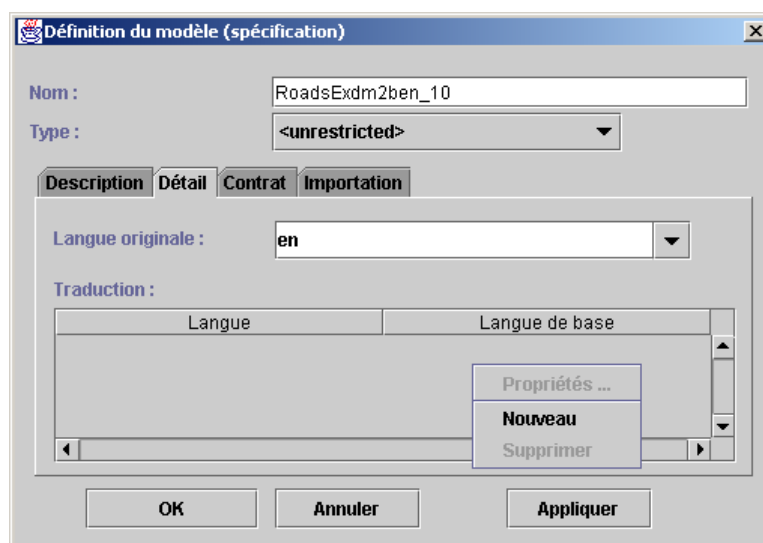 Définition du modèle (spécification)
Nom :
RoadsExdm2ben_10
Type :
<unrestricted>
Description Détail Contrat Importation
Langue originale :
en
Traduction :
Langue
Langue de base
Propriétés ...
Nouveau
Supprimer
OK
Annuler
Appliquer